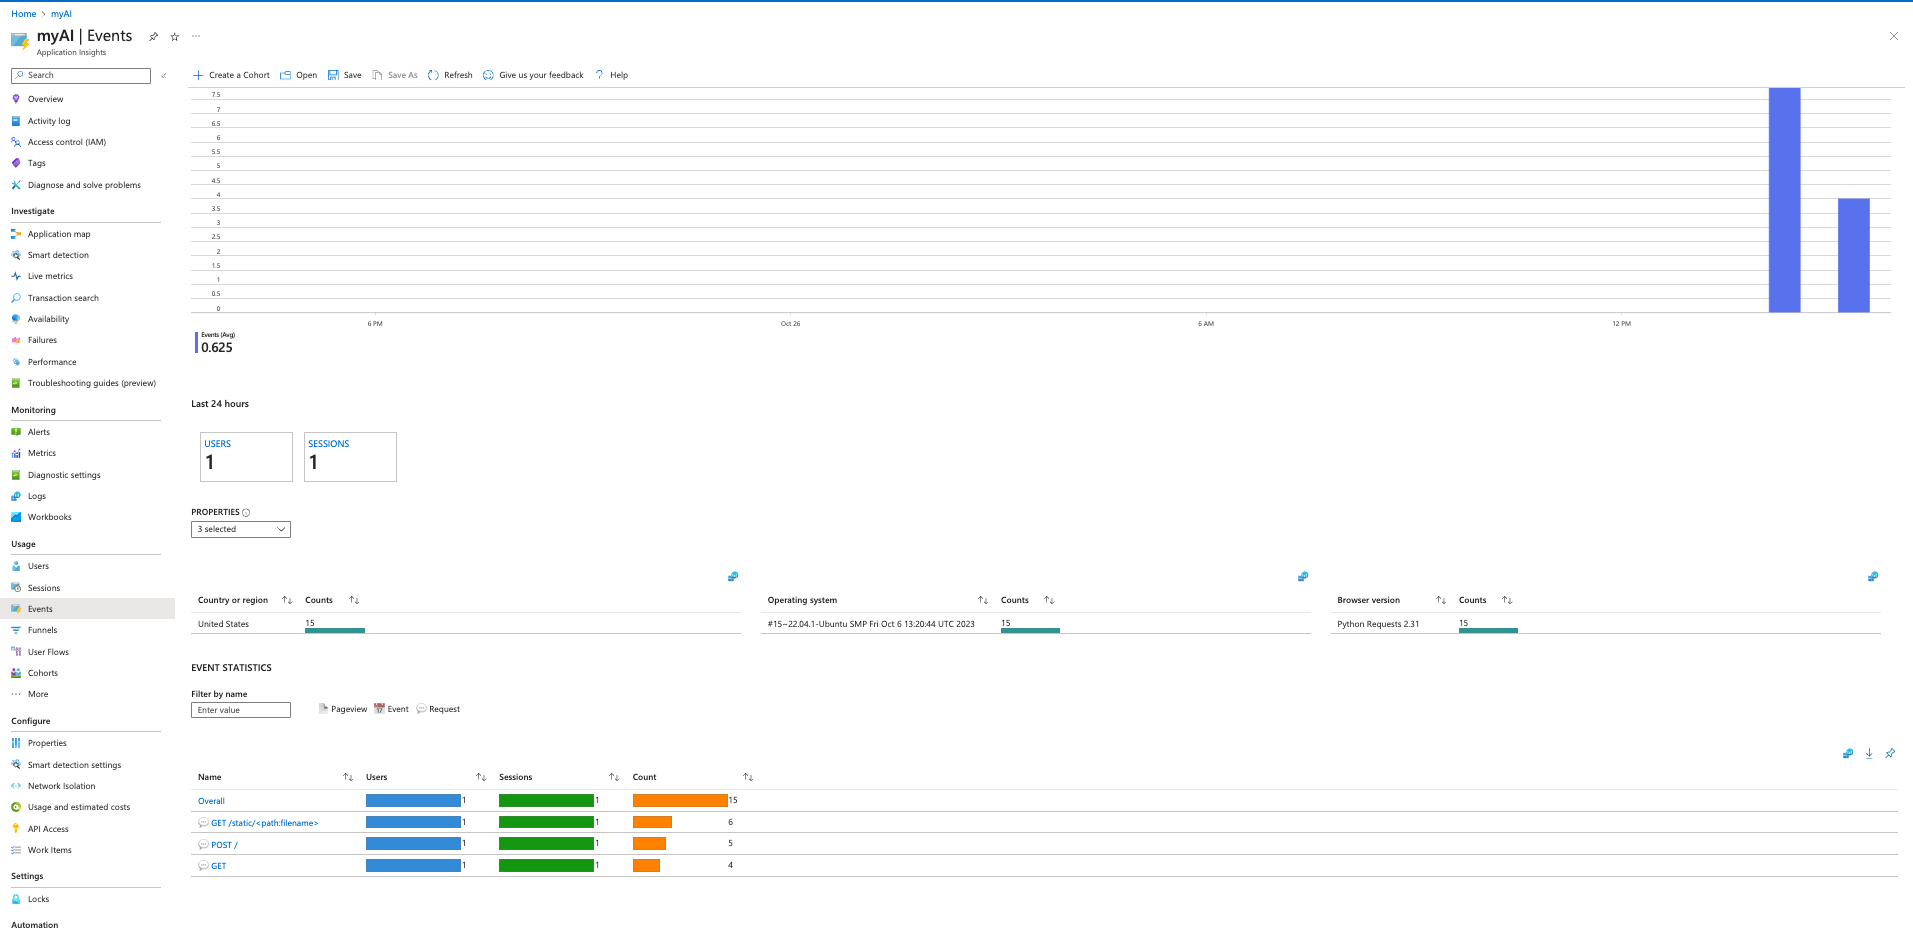 Home > myAI
myAI | Events
Application Insights
Search
Overview
Activity log
Access control (IAM)
Tags
Diagnose and solve problems
Investigate
Application map
Smart detection
Live metrics
Transaction search
Availability
Failures
Performance
Troubleshooting guides (preview)
Monitoring
Alerts
Metrics
Diagnostic settings
Logs
Workbooks
Usage
Users
Sessions
Events
Funnels
User Flows
Cohorts
More
Configure
Properties
Smart detection settings
Network Isolation
Usage and estimated costs
API Access
Work Items
Settings
Locks
Automation
Create a Cohort Open Save Save As Refresh Give us your feedback ? Help
7.5
7
6.5
6
5.5
5
4.5
4
3.5
3
2.5
2
1.5
1
0.5
0
6 PM Oct 26 6 AM 12 PM
Events (Avg)
0.625
Last 24 hours
USERS
1
SESSIONS
1
PROPERTIES
3 selected
Country or region Counts
United States 15
Operating system Counts
#15~22.04.1-Ubuntu SMP Fri Oct 6 13:20:44 UTC 2023 15
Browser version Counts
Python Requests 2.31 15
EVENT STATISTICS
Filter by name
Enter value Pageview Event Request
Name Users Sessions Count
Overall 1 1 15
GET /static/<path:filename> 1 1 6
POST / 1 1 5
GET 1 1 4